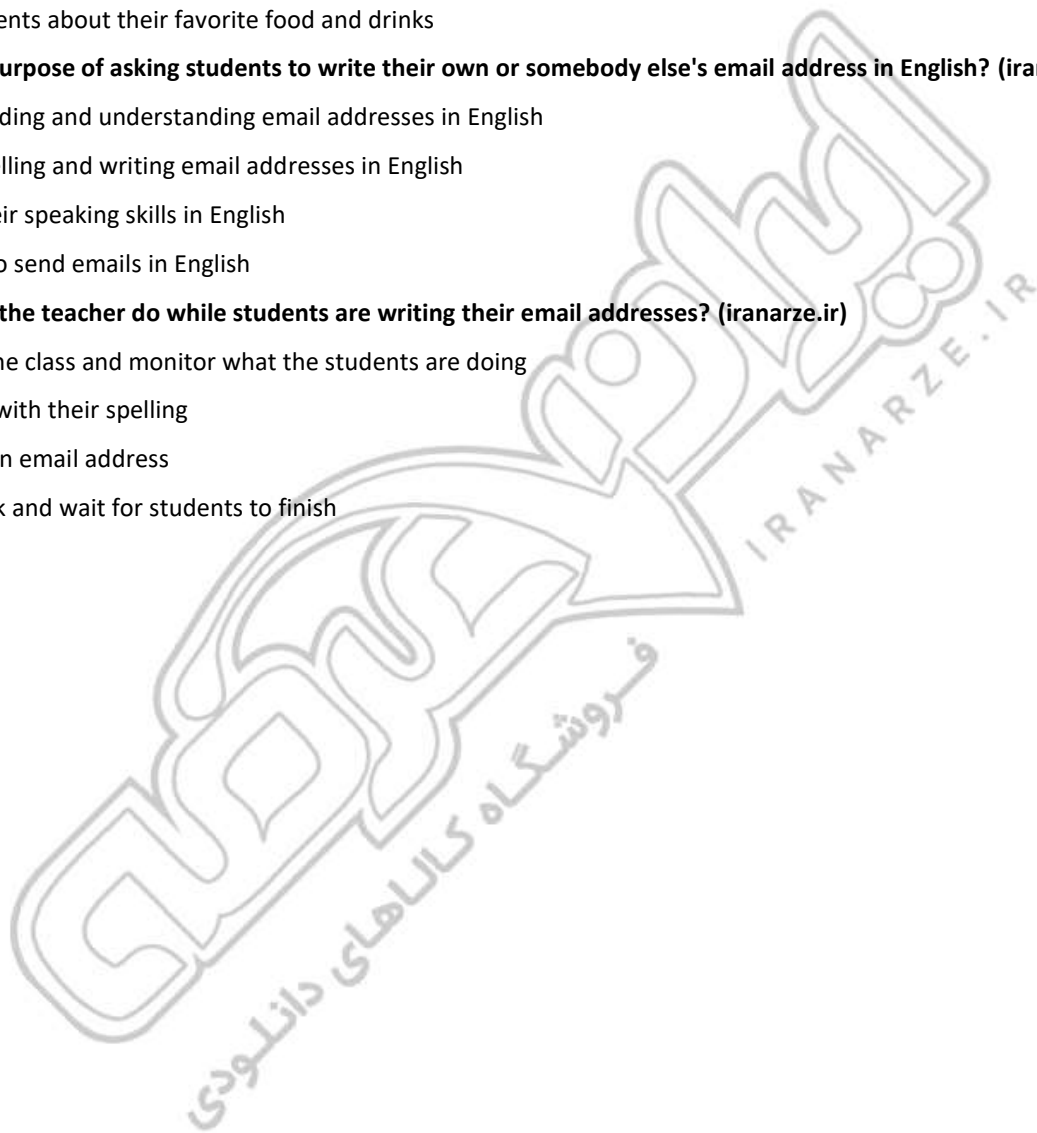 ents about their favorite food and drinks
urpose of asking students to write their own or somebody else's email address in English? (iran
ding and understanding email addresses in English
lling and writing email addresses in English
ir speaking skills in English
o send emails in English
the teacher do while students are writing their email addresses? (iranarze.ir)
he class and monitor what the students are doing
with their spelling
n email address
k and wait for students to finish
ایران عرضه
IRANARZE.IR
فروشگاه کالاهای دانلودی